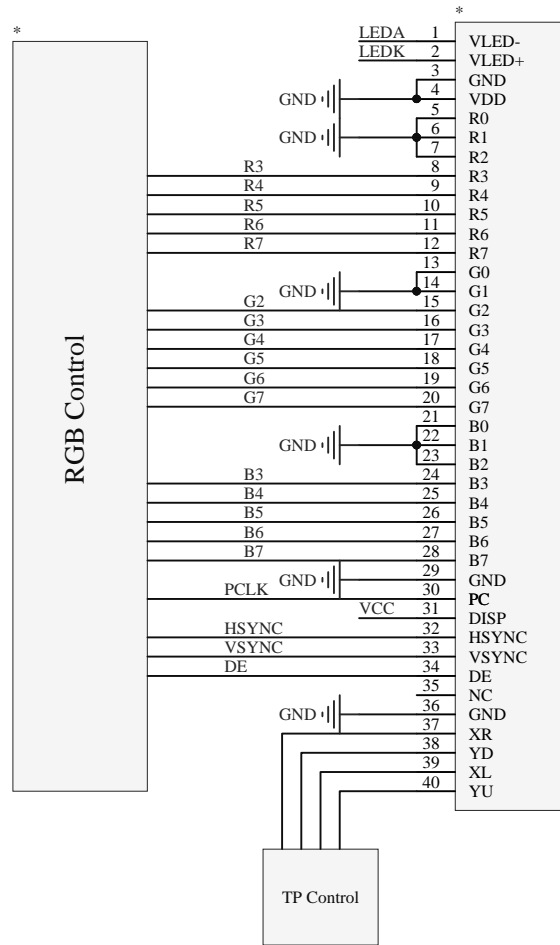 *
*
LEDA 1 VLED-
LEDK 2 VLED+
3 GND
GND 4 VDD
5 R0
GND 6 R1
7 R2
R3 8 R3
R4 9 R4
R5 10 R5
R6 11 R6
R7 12 R7
13 G0
GND 14 G1
G2 15 G2
G3 16 G3
G4 17 G4
G5 18 G5
G6 19 G6
G7 20 G7
21 B0
GND 22 B1
23 B2
B3 24 B3
B4 25 B4
B5 26 B5
B6 27 B6
B7 28 B7
GND 29 GND
PCLK 30 PC
VCC 31 DISP
HSYNC 32 HSYNC
VSYNC 33 VSYNC
DE 34 DE
35 NC
GND 36 GND
37 XR
38 YD
39 XL
40 YU
RGB Control
TP Control